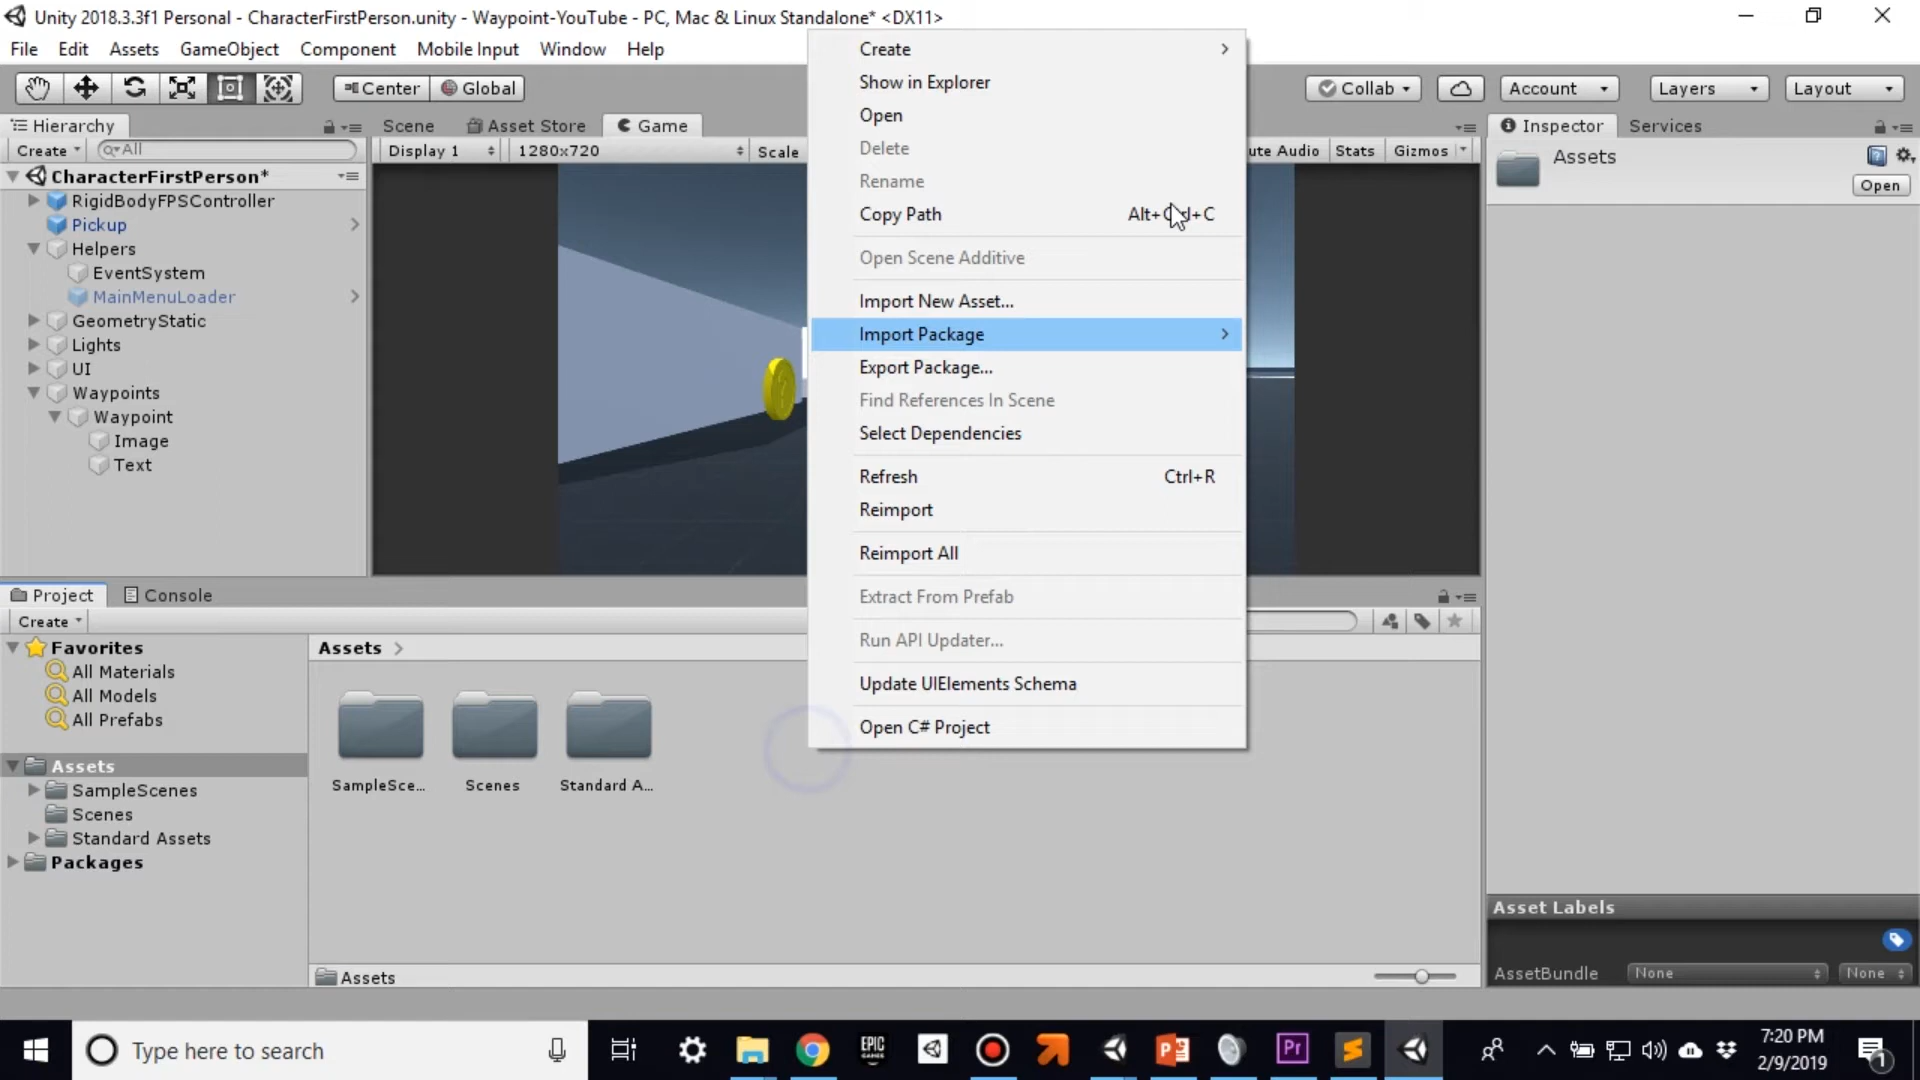 Unity 2018.3.3f1 Personal - CharacterFirstPerson.unity - Waypoint-YouTube - PC, Mac & Linux Standalone* <DX11>
File Edit Assets GameObject Component Mobile Input Window Help
Center Global
Collab Account Layers Layout
Hierarchy
Create All
CharacterFirstPerson*
RigidBodyFPSController
Pickup
Helpers
EventSystem
MainMenuLoader
GeometryStatic
Lights
UI
Waypoints
Waypoint
Image
Text
Scene Asset Store Game
Display 1 1280x720 Scale
ute Audio Stats Gizmos
Create
Show in Explorer
Open
Delete
Rename
Copy Path Alt+Ctrl+C
Open Scene Additive
Import New Asset...
Import Package
Export Package...
Find References In Scene
Select Dependencies
Refresh Ctrl+R
Reimport
Reimport All
Extract From Prefab
Run API Updater...
Update UIElements Schema
Open C# Project
Inspector Services
Assets
Open
Project Console
Create
Favorites
All Materials
All Models
All Prefabs
Assets
SampleScenes
Scenes
Standard Assets
Packages
Assets
SampleSce... Scenes Standard A...
Assets
Asset Labels
AssetBundle None None
Type here to search
EPIC GAMES
Pr
7:20 PM
2/9/2019
1